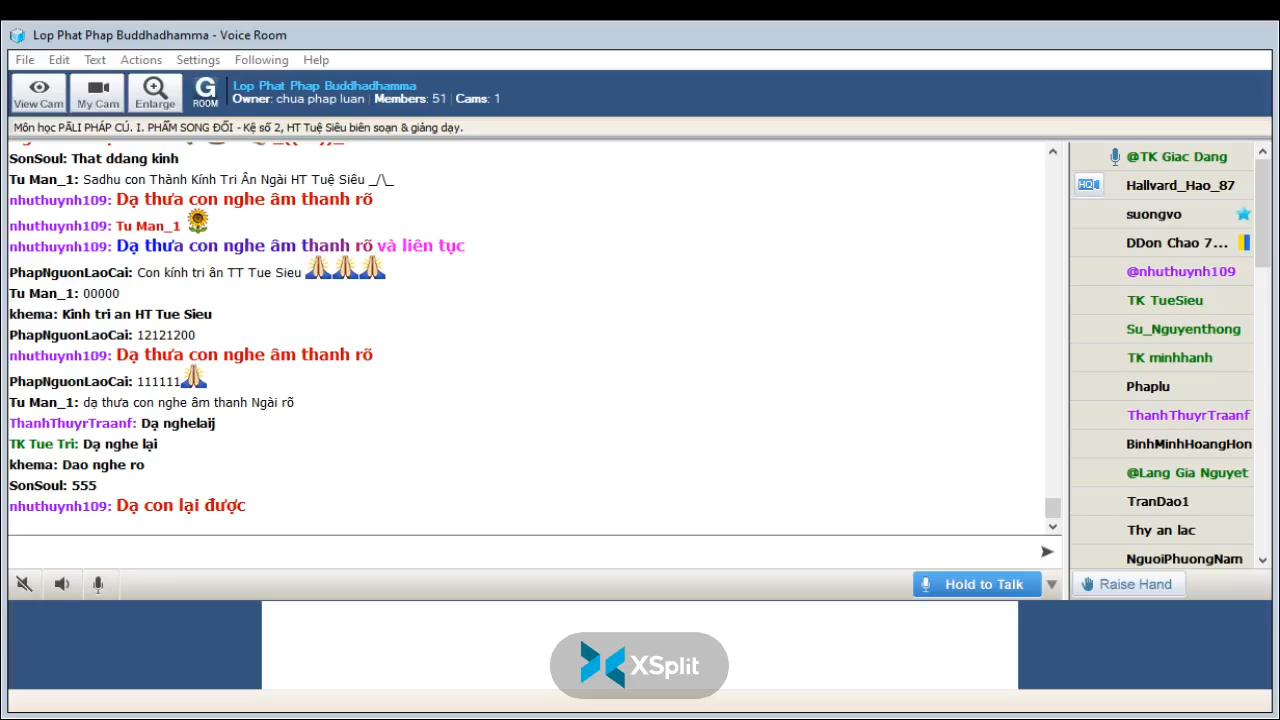 Lop Phat Phap Buddhadhamma - Voice Room
File Edit Text Actions Settings Following Help
View Cam My Cam Enlarge G ROOM
Lop Phat Phap Buddhadhamma
Owner: chua phap luan | Members: 51 | Cams: 1
Môn học PĀLI PHÁP CÚ. I. PHẨM SONG ĐỐI - Kệ số 2, HT Tuệ Siêu biên soạn & giảng dạy.
SonSoul: That ddang kinh
Tu Man_1: Sadhu con Thành Kính Tri Ân Ngài HT Tuệ Siêu _/\_
nhuthuynh109: Dạ thưa con nghe âm thanh rõ
nhuthuynh109: Tu Man_1
nhuthuynh109: Dạ thưa con nghe âm thanh rõ và liên tục
PhapNguonLaoCai: Con kính tri ân TT Tue Sieu
Tu Man_1: 00000
khema: Kinh tri an HT Tue Sieu
PhapNguonLaoCai: 12121200
nhuthuynh109: Dạ thưa con nghe âm thanh rõ
PhapNguonLaoCai: 111111
Tu Man_1: dạ thưa con nghe âm thanh Ngài rõ
ThanhThuyrTraanf: Dạ nghelaij
TK Tue Tri: Dạ nghe lại
khema: Dao nghe ro
SonSoul: 555
nhuthuynh109: Dạ con lại được
@TK Giac Dang
HQ Hallvard_Hao_87
suongvo
DDon Chao 7...
@nhuthuynh109
TK TueSieu
Su_Nguyenthong
TK minhhanh
Phaplu
ThanhThuyrTraanf
BinhMinhHoangHon
@Lang Gia Nguyet
TranDao1
Thy an lac
NguoiPhuongNam
Hold to Talk
Raise Hand
XSplit